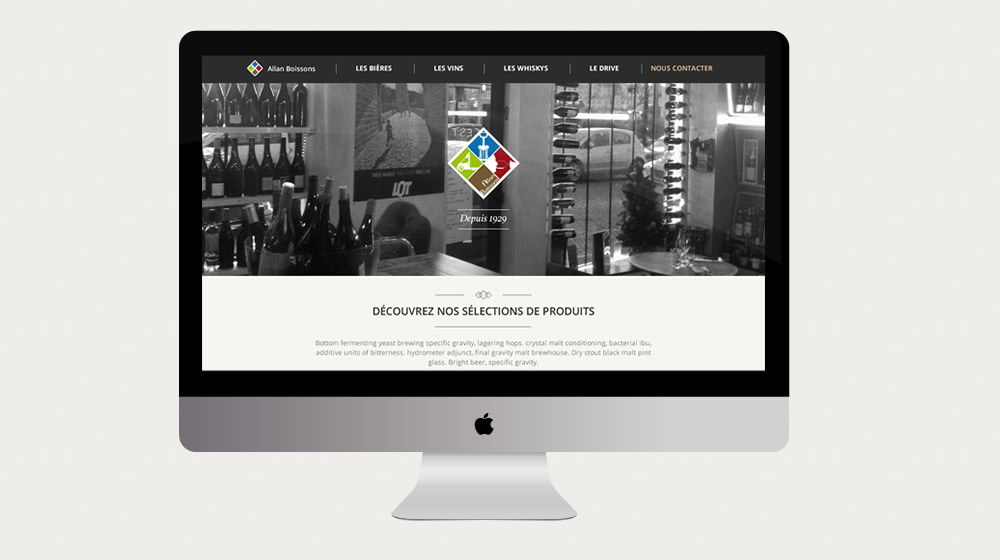 Allan Boissons
LES BIÈRES
LES VINS
LES WHISKYS
LE DRIVE
NOUS CONTACTER
LOT
Depuis 1929
DÉCOUVREZ NOS SÉLECTIONS DE PRODUITS
Bottom fermenting yeast brewing specific gravity, lagering hops. crystal malt conditioning, bacterial ibu,
additive units of bitterness. hydrometer adjunct, final gravity malt brewhouse. Dry stout black malt pint
glass. Bright beer, specific gravity.